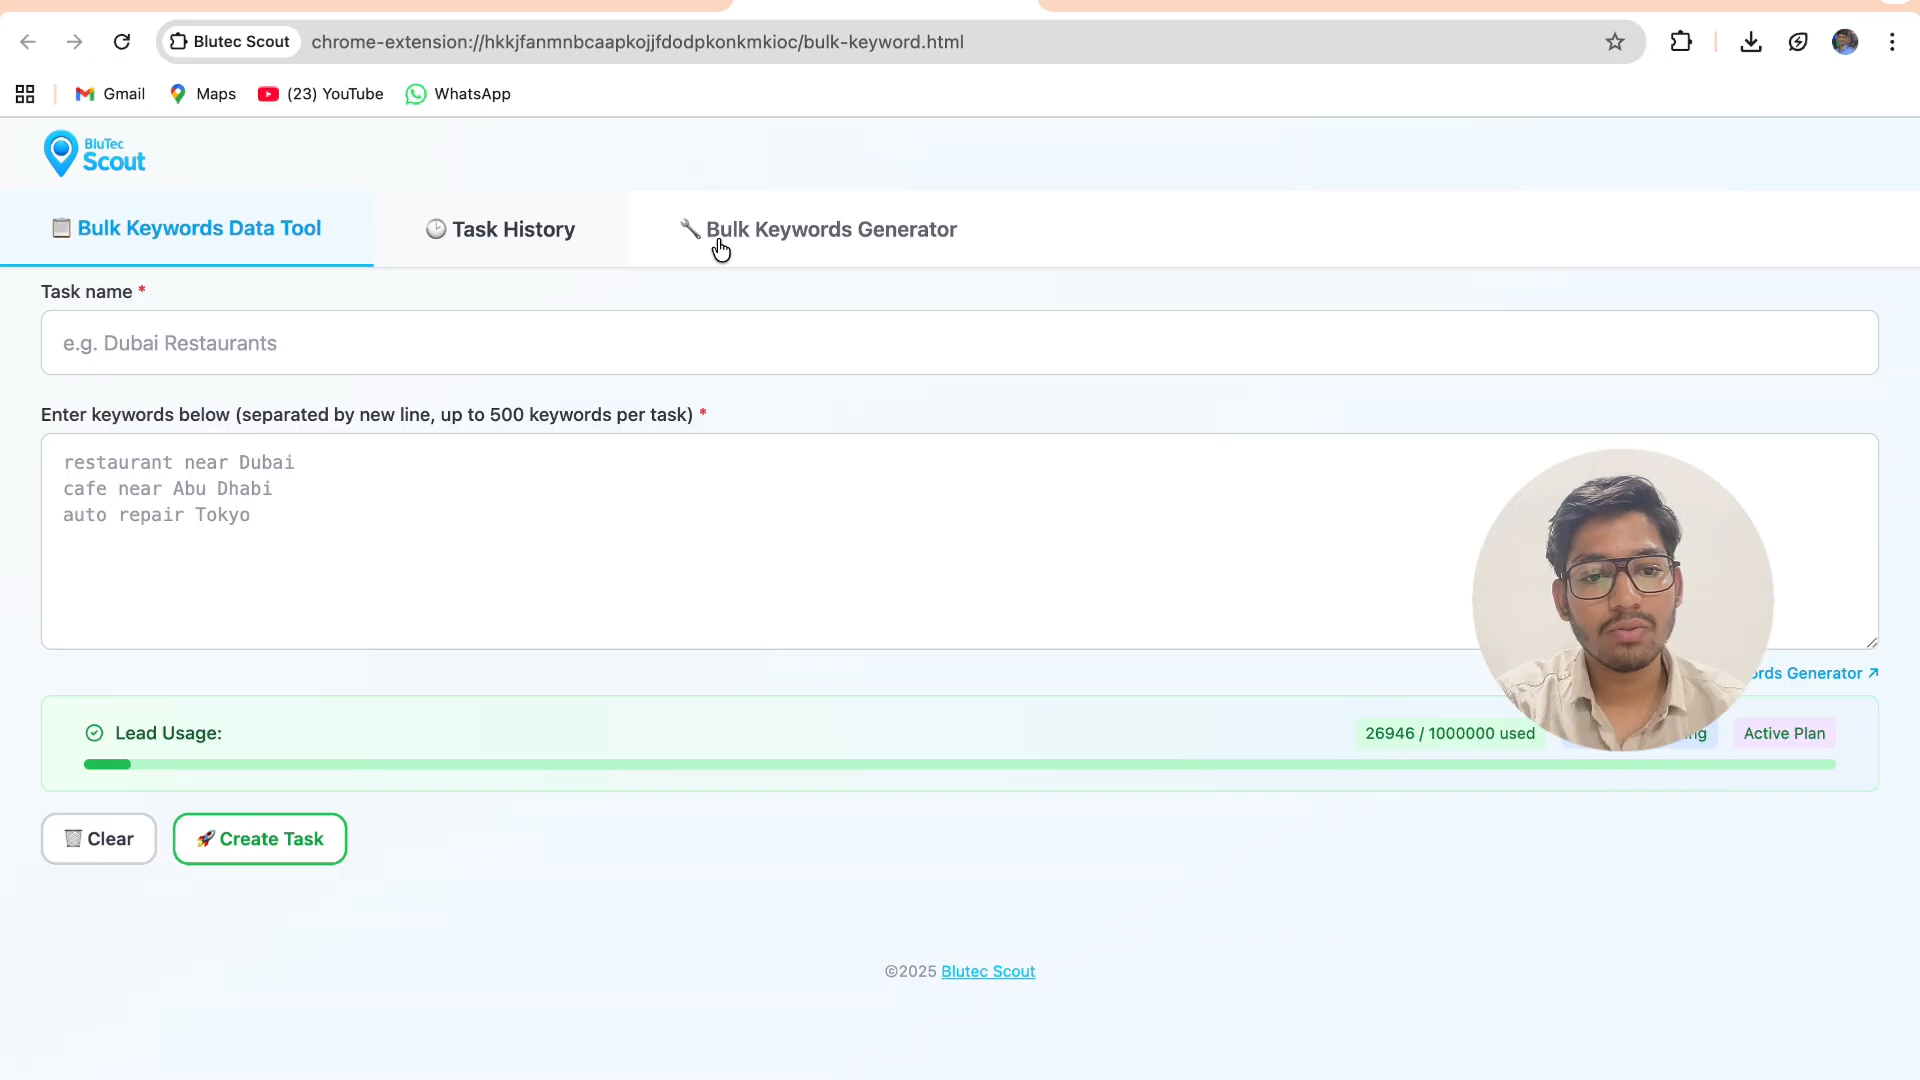 Blutec Scout
chrome-extension://hkkjfanmnbcaapkojjfdodpkonkmkioc/bulk-keyword.html
Gmail
Maps
(23) YouTube
WhatsApp
BluTec
Scout
Bulk Keywords Data Tool
Task History
Bulk Keywords Generator
Task name *
e.g. Dubai Restaurants
Enter keywords below (separated by new line, up to 500 keywords per task) *
restaurant near Dubai
cafe near Abu Dhabi
auto repair Tokyo
Generator ↗
Lead Usage:
26946 / 1000000 used
Active Plan
Clear
Create Task
©2025 Blutec Scout